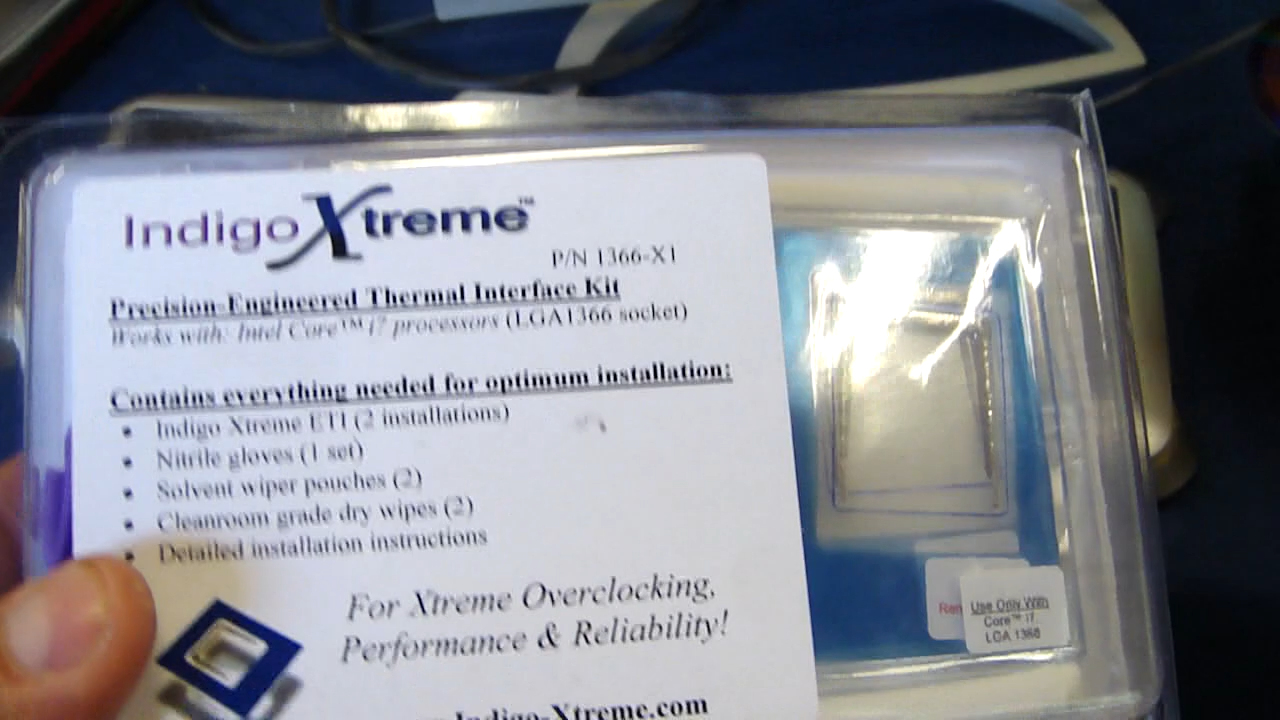 Indigo Xtreme™
P/N 1366-X1
Precision-Engineered Thermal Interface Kit
Works with: Intel Core™ i7 processors (LGA1366 socket)
Contains everything needed for optimum installation:
• Indigo Xtreme ETI (2 installations)
• Nitrile gloves (1 set)
• Solvent wiper pouches (2)
• Cleanroom grade dry wipes (2)
• Detailed installation instructions
For Xtreme Overclocking,
Performance & Reliability!
Indigo-Xtreme.com
Use Only With
Core™ i7
LGA 1366